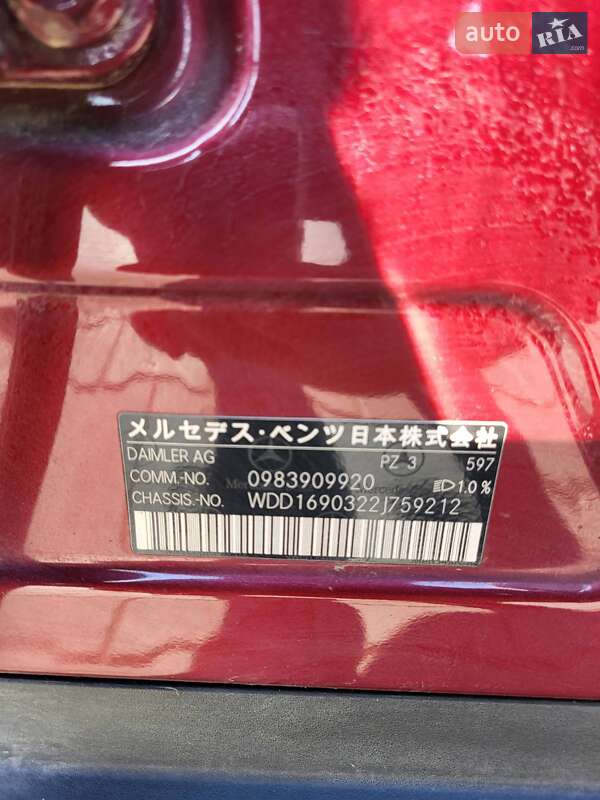 auto RIA .com
メルセデス・ベンツ日本株式会社
DAIMLER AG PZ 3 597
COMM.-NO. 0983909920 1.0%
CHASSIS.-NO. WDD1690322J759212